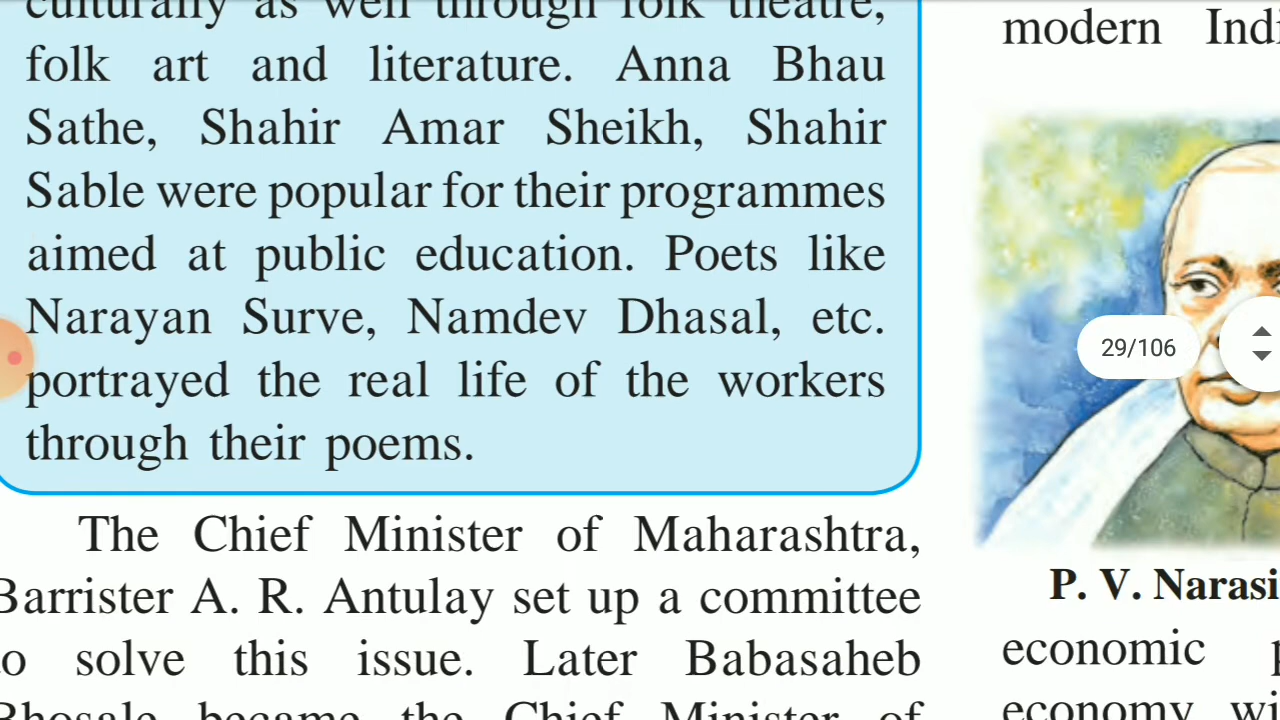 culturally as well through folk theatre,
folk art and literature. Anna Bhau
Sathe, Shahir Amar Sheikh, Shahir
Sable were popular for their programmes
aimed at public education. Poets like
Narayan Surve, Namdev Dhasal, etc.
portrayed the real life of the workers
through their poems.
The Chief Minister of Maharashtra,
Barrister A. R. Antulay set up a committee
to solve this issue. Later Babasaheb
Bhosale became the Chief Minister of
modern Indi
29/106
P. V. Narasi
economic p
economy wi